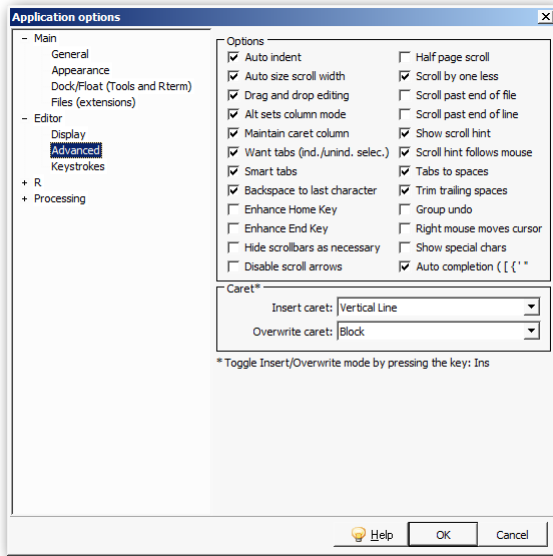 Application options
Main
General
Appearance
Dock/Float (Tools and Rterm)
Files (extensions)
Editor
Display
Advanced
Keystrokes
R
Processing
Options
Auto indent
Auto size scroll width
Drag and drop editing
Alt sets column mode
Maintain caret column
Want tabs (ind./unind. selec.)
Smart tabs
Backspace to last character
Enhance Home Key
Enhance End Key
Hide scrollbars as necessary
Disable scroll arrows
Half page scroll
Scroll by one less
Scroll past end of file
Scroll past end of line
Show scroll hint
Scroll hint follows mouse
Tabs to spaces
Trim trailing spaces
Group undo
Right mouse moves cursor
Show special chars
Auto completion ( [ { ' "
Caret*
Insert caret: Vertical Line
Overwrite caret: Block
* Toggle Insert/Overwrite mode by pressing the key: Ins
Help OK Cancel